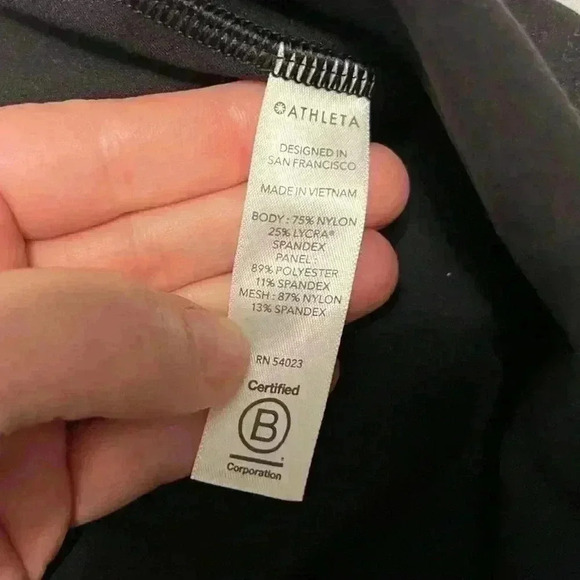 ATHLETA
DESIGNED IN
SAN FRANCISCO
MADE IN VIETNAM
BODY : 75% NYLON
25% LYCRA®
SPANDEX
PANEL :
89% POLYESTER
11% SPANDEX
MESH : 87% NYLON
13% SPANDEX
RN 54023
Certified
B
Corporation